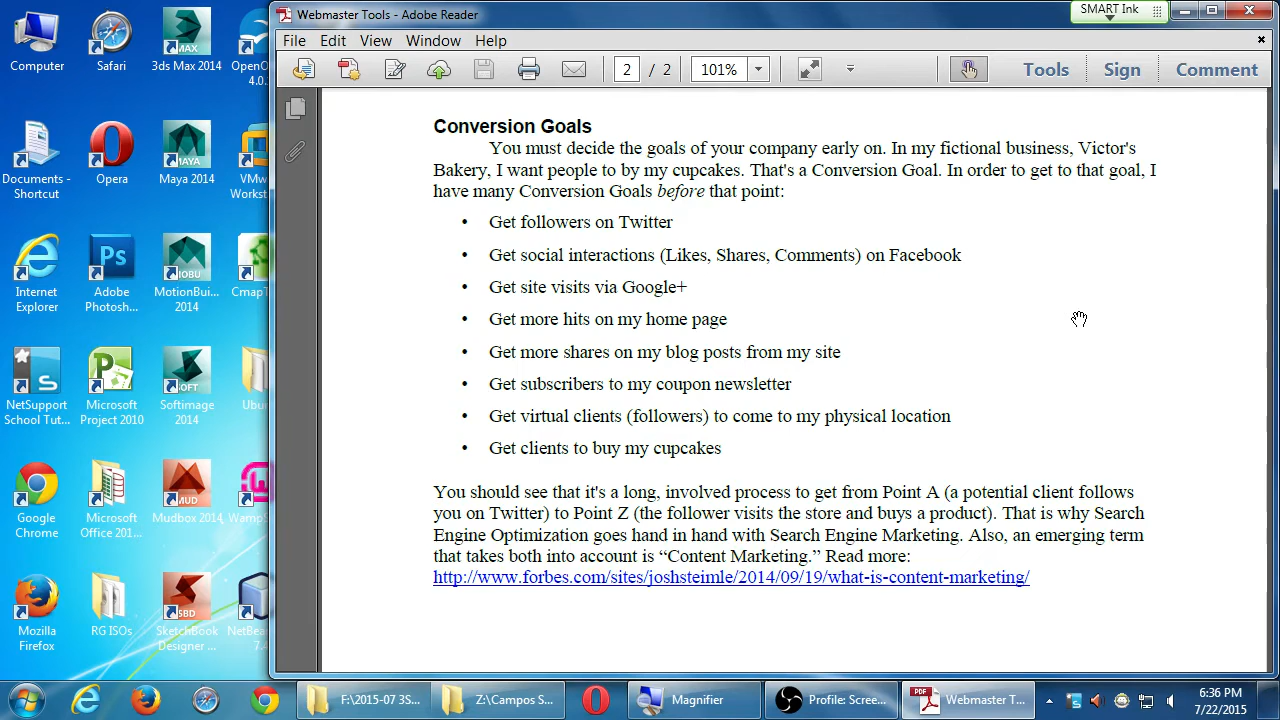 Webmaster Tools - Adobe Reader
SMART Ink
File Edit View Window Help
2 / 2
101%
Tools Sign Comment
Computer
Safari
3ds Max 2014
4.0.
Documents - Shortcut
Opera
Maya 2014
Internet Explorer
Adobe Photosh...
MotionBui... 2014
NetSupport School Tut...
Microsoft Project 2010
Softimage 2014
Google Chrome
Microsoft Office 201...
Mudbox 2014
Mozilla Firefox
RG ISOs
SketchBook Designer ...
Conversion Goals
You must decide the goals of your company early on. In my fictional business, Victor's
Bakery, I want people to by my cupcakes. That's a Conversion Goal. In order to get to that goal, I
have many Conversion Goals before that point:
• Get followers on Twitter
• Get social interactions (Likes, Shares, Comments) on Facebook
• Get site visits via Google+
• Get more hits on my home page
• Get more shares on my blog posts from my site
• Get subscribers to my coupon newsletter
• Get virtual clients (followers) to come to my physical location
• Get clients to buy my cupcakes
You should see that it's a long, involved process to get from Point A (a potential client follows
you on Twitter) to Point Z (the follower visits the store and buys a product). That is why Search
Engine Optimization goes hand in hand with Search Engine Marketing. Also, an emerging term
that takes both into account is “Content Marketing.” Read more:
http://www.forbes.com/sites/joshsteimle/2014/09/19/what-is-content-marketing/
F:\2015-07 3S...
Z:\Campos S...
Magnifier
Profile: Scree...
Webmaster T...
6:36 PM
7/22/2015